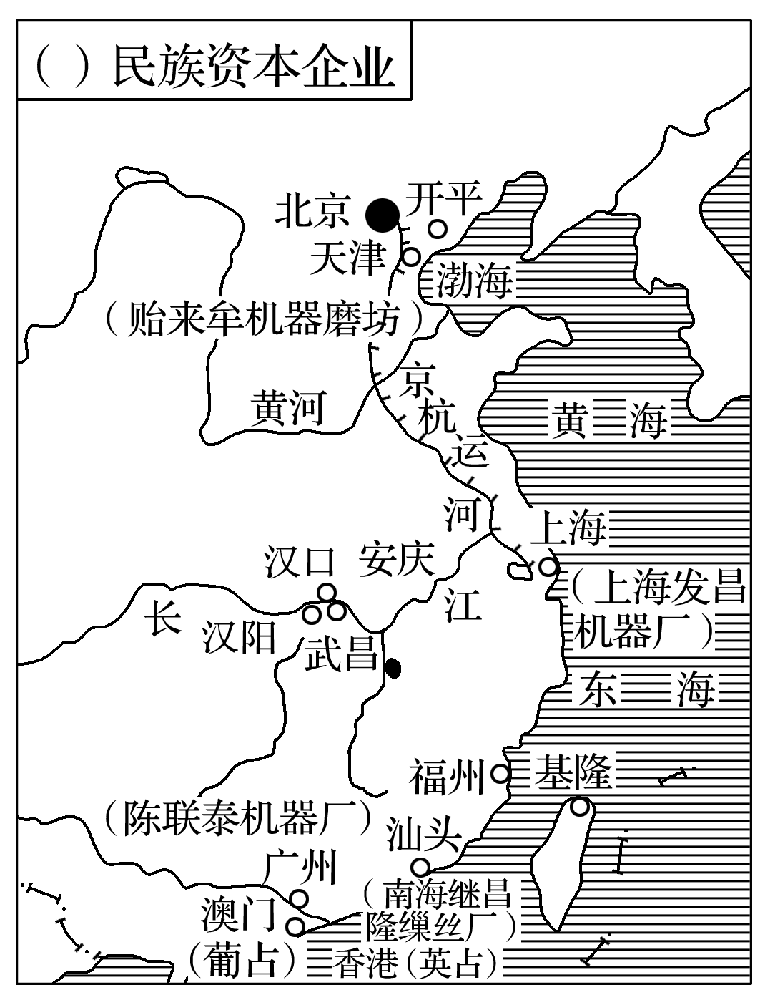 ( ) 民族资本企业
北京
开平
天津
渤海
(贻来牟机器磨坊)
京杭运河
黄河
黄 海
上海
(上海发昌
机器厂)
汉口
安庆
长 江
汉阳
武昌
东 海
福州
基隆
(陈联泰机器厂)
汕头
广州
(南海继昌
隆缫丝厂)
澳门
(葡占)
香港(英占)